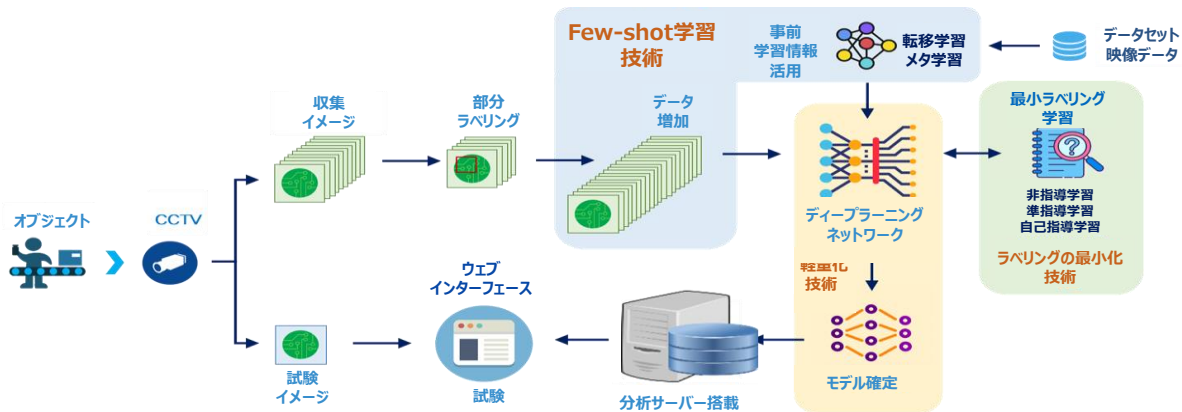 Few-shot学習
技術
事前
学習情報
活用
転移学習
メタ学習
データセット
映像データ
収集
イメージ
部分
ラベリング
データ
増加
最小ラベリング
学習
?
非指導学習
準指導学習
自己指導学習
ラベリングの最小化
技術
オブジェクト
CCTV
ディープラーニング
ネットワーク
軽量化
技術
ウェブ
インターフェース
試験
イメージ
試験
分析サーバー搭載
モデル確定